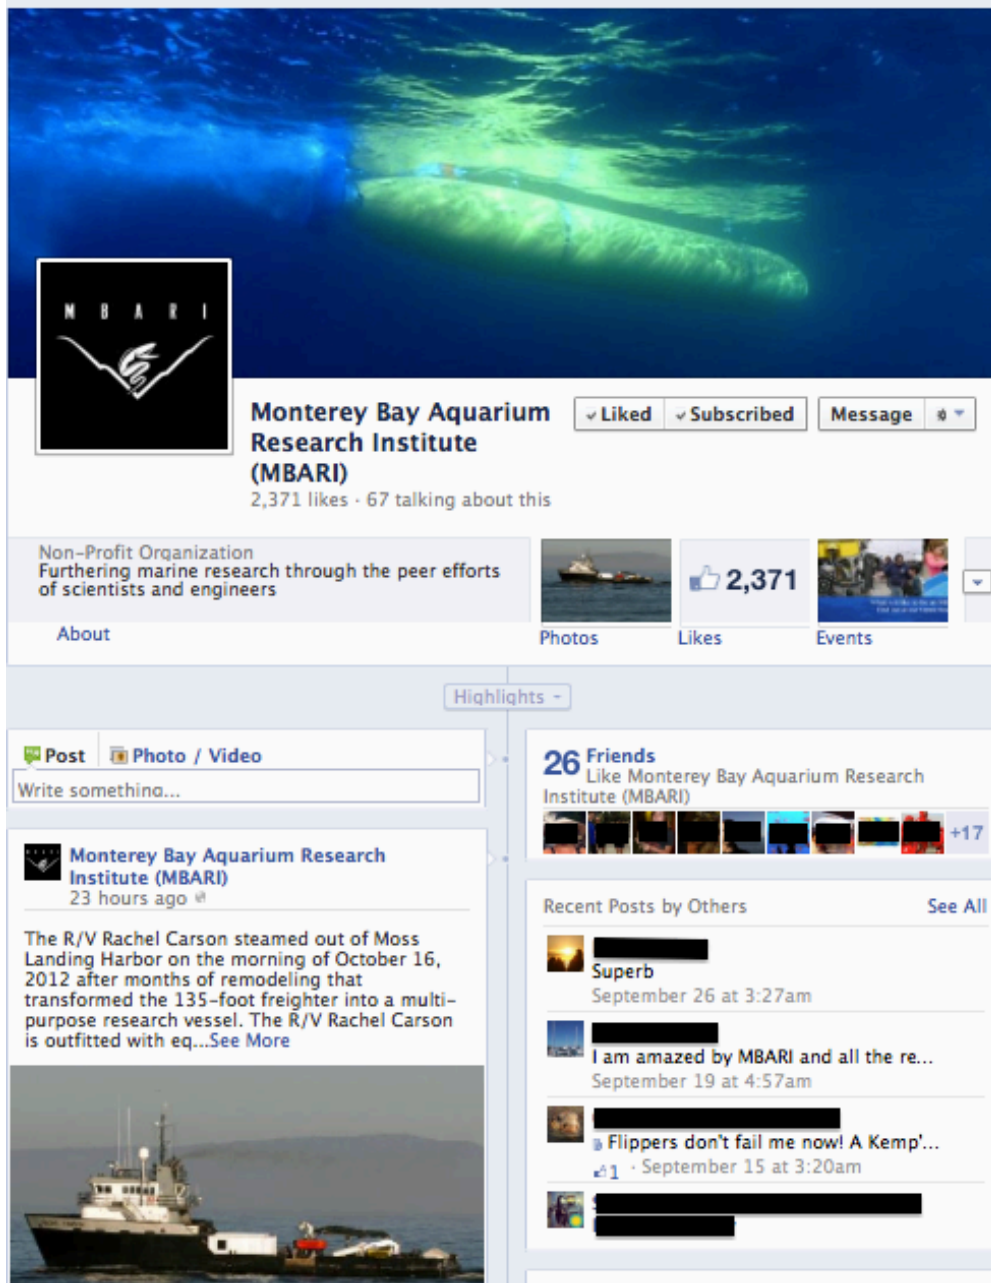 M B A R I
Monterey Bay Aquarium
Research Institute
(MBARI)
2,371 likes · 67 talking about this
Liked
Subscribed
Message
Non-Profit Organization
Furthering marine research through the peer efforts
of scientists and engineers
About
Photos
2,371
Likes
Events
Highlights
Post
Photo / Video
Write something...
Monterey Bay Aquarium Research
Institute (MBARI)
23 hours ago
The R/V Rachel Carson steamed out of Moss
Landing Harbor on the morning of October 16,
2012 after months of remodeling that
transformed the 135-foot freighter into a multi-
purpose research vessel. The R/V Rachel Carson
is outfitted with eq...See More
26 Friends
Like Monterey Bay Aquarium Research
Institute (MBARI)
+17
Recent Posts by Others
See All
Superb
September 26 at 3:27am
I am amazed by MBARI and all the re...
September 19 at 4:57am
Flippers don't fail me now! A Kemp'...
1 · September 15 at 3:20am